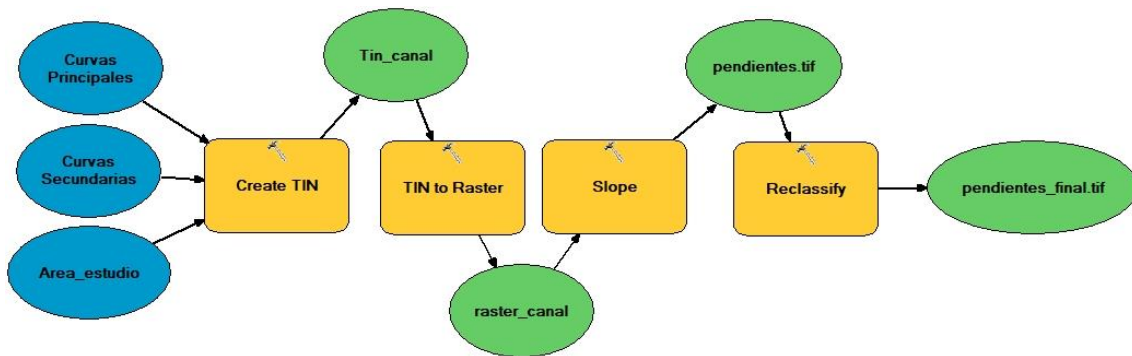 Curvas
Principales
Curvas
Secundarias
Area_estudio
Create TIN
Tin_canal
TIN to Raster
raster_canal
Slope
pendientes.tif
Reclassify
pendientes_final.tif